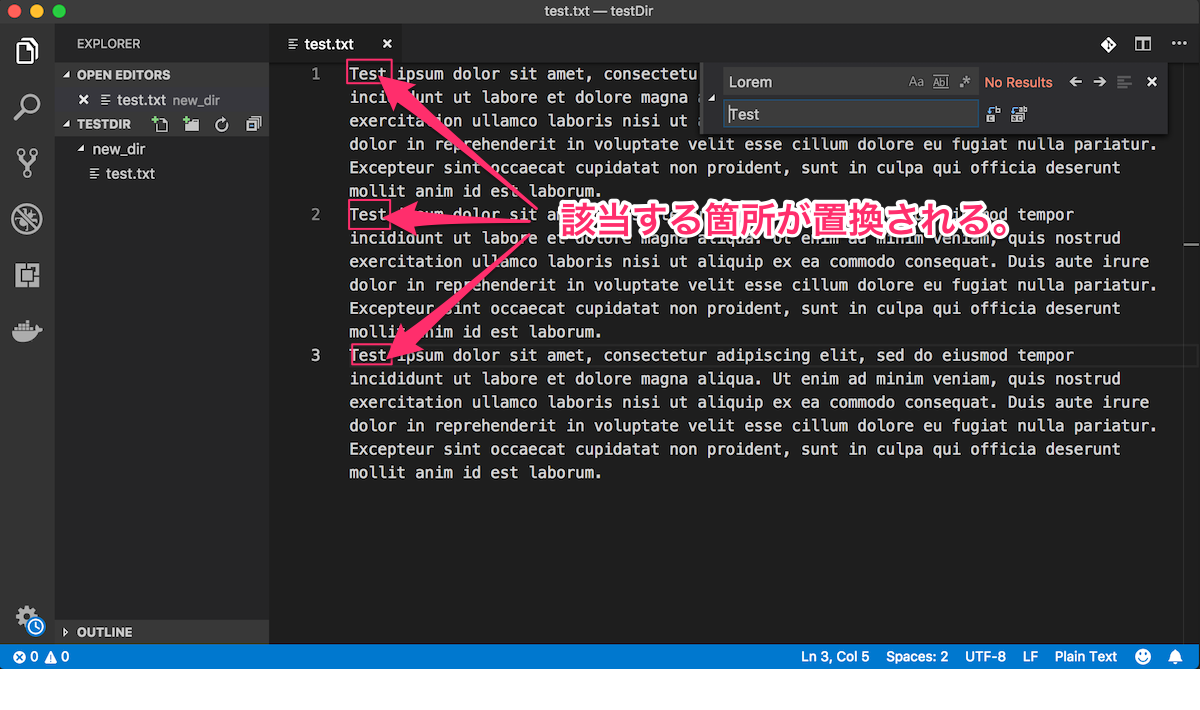 test.txt — testDir
EXPLORER
OPEN EDITORS
test.txt new_dir
TESTDIR
new_dir
test.txt
OUTLINE
test.txt
Lorem
Aa Abl .*
No Results
Test
1 Test ipsum dolor sit amet, consectetu
incididunt ut labore et dolore magna
exercitation ullamco laboris nisi ut
dolor in reprehenderit in voluptate velit esse cillum dolore eu fugiat nulla pariatur.
Excepteur sint occaecat cupidatat non proident, sunt in culpa qui officia deserunt
mollit anim id est laborum.
該当する箇所が置換される。
2 Test ipsum dolor sit am od tempor
incididunt ut labore et dolore magna aliqua. Ut enim ad minim veniam, quis nostrud
exercitation ullamco laboris nisi ut aliquip ex ea commodo consequat. Duis aute irure
dolor in reprehenderit in voluptate velit esse cillum dolore eu fugiat nulla pariatur.
Excepteur sint occaecat cupidatat non proident, sunt in culpa qui officia deserunt
mollit anim id est laborum.
3 Test ipsum dolor sit amet, consectetur adipiscing elit, sed do eiusmod tempor
incididunt ut labore et dolore magna aliqua. Ut enim ad minim veniam, quis nostrud
exercitation ullamco laboris nisi ut aliquip ex ea commodo consequat. Duis aute irure
dolor in reprehenderit in voluptate velit esse cillum dolore eu fugiat nulla pariatur.
Excepteur sint occaecat cupidatat non proident, sunt in culpa qui officia deserunt
mollit anim id est laborum.
0 0
Ln 3, Col 5 Spaces: 2 UTF-8 LF Plain Text